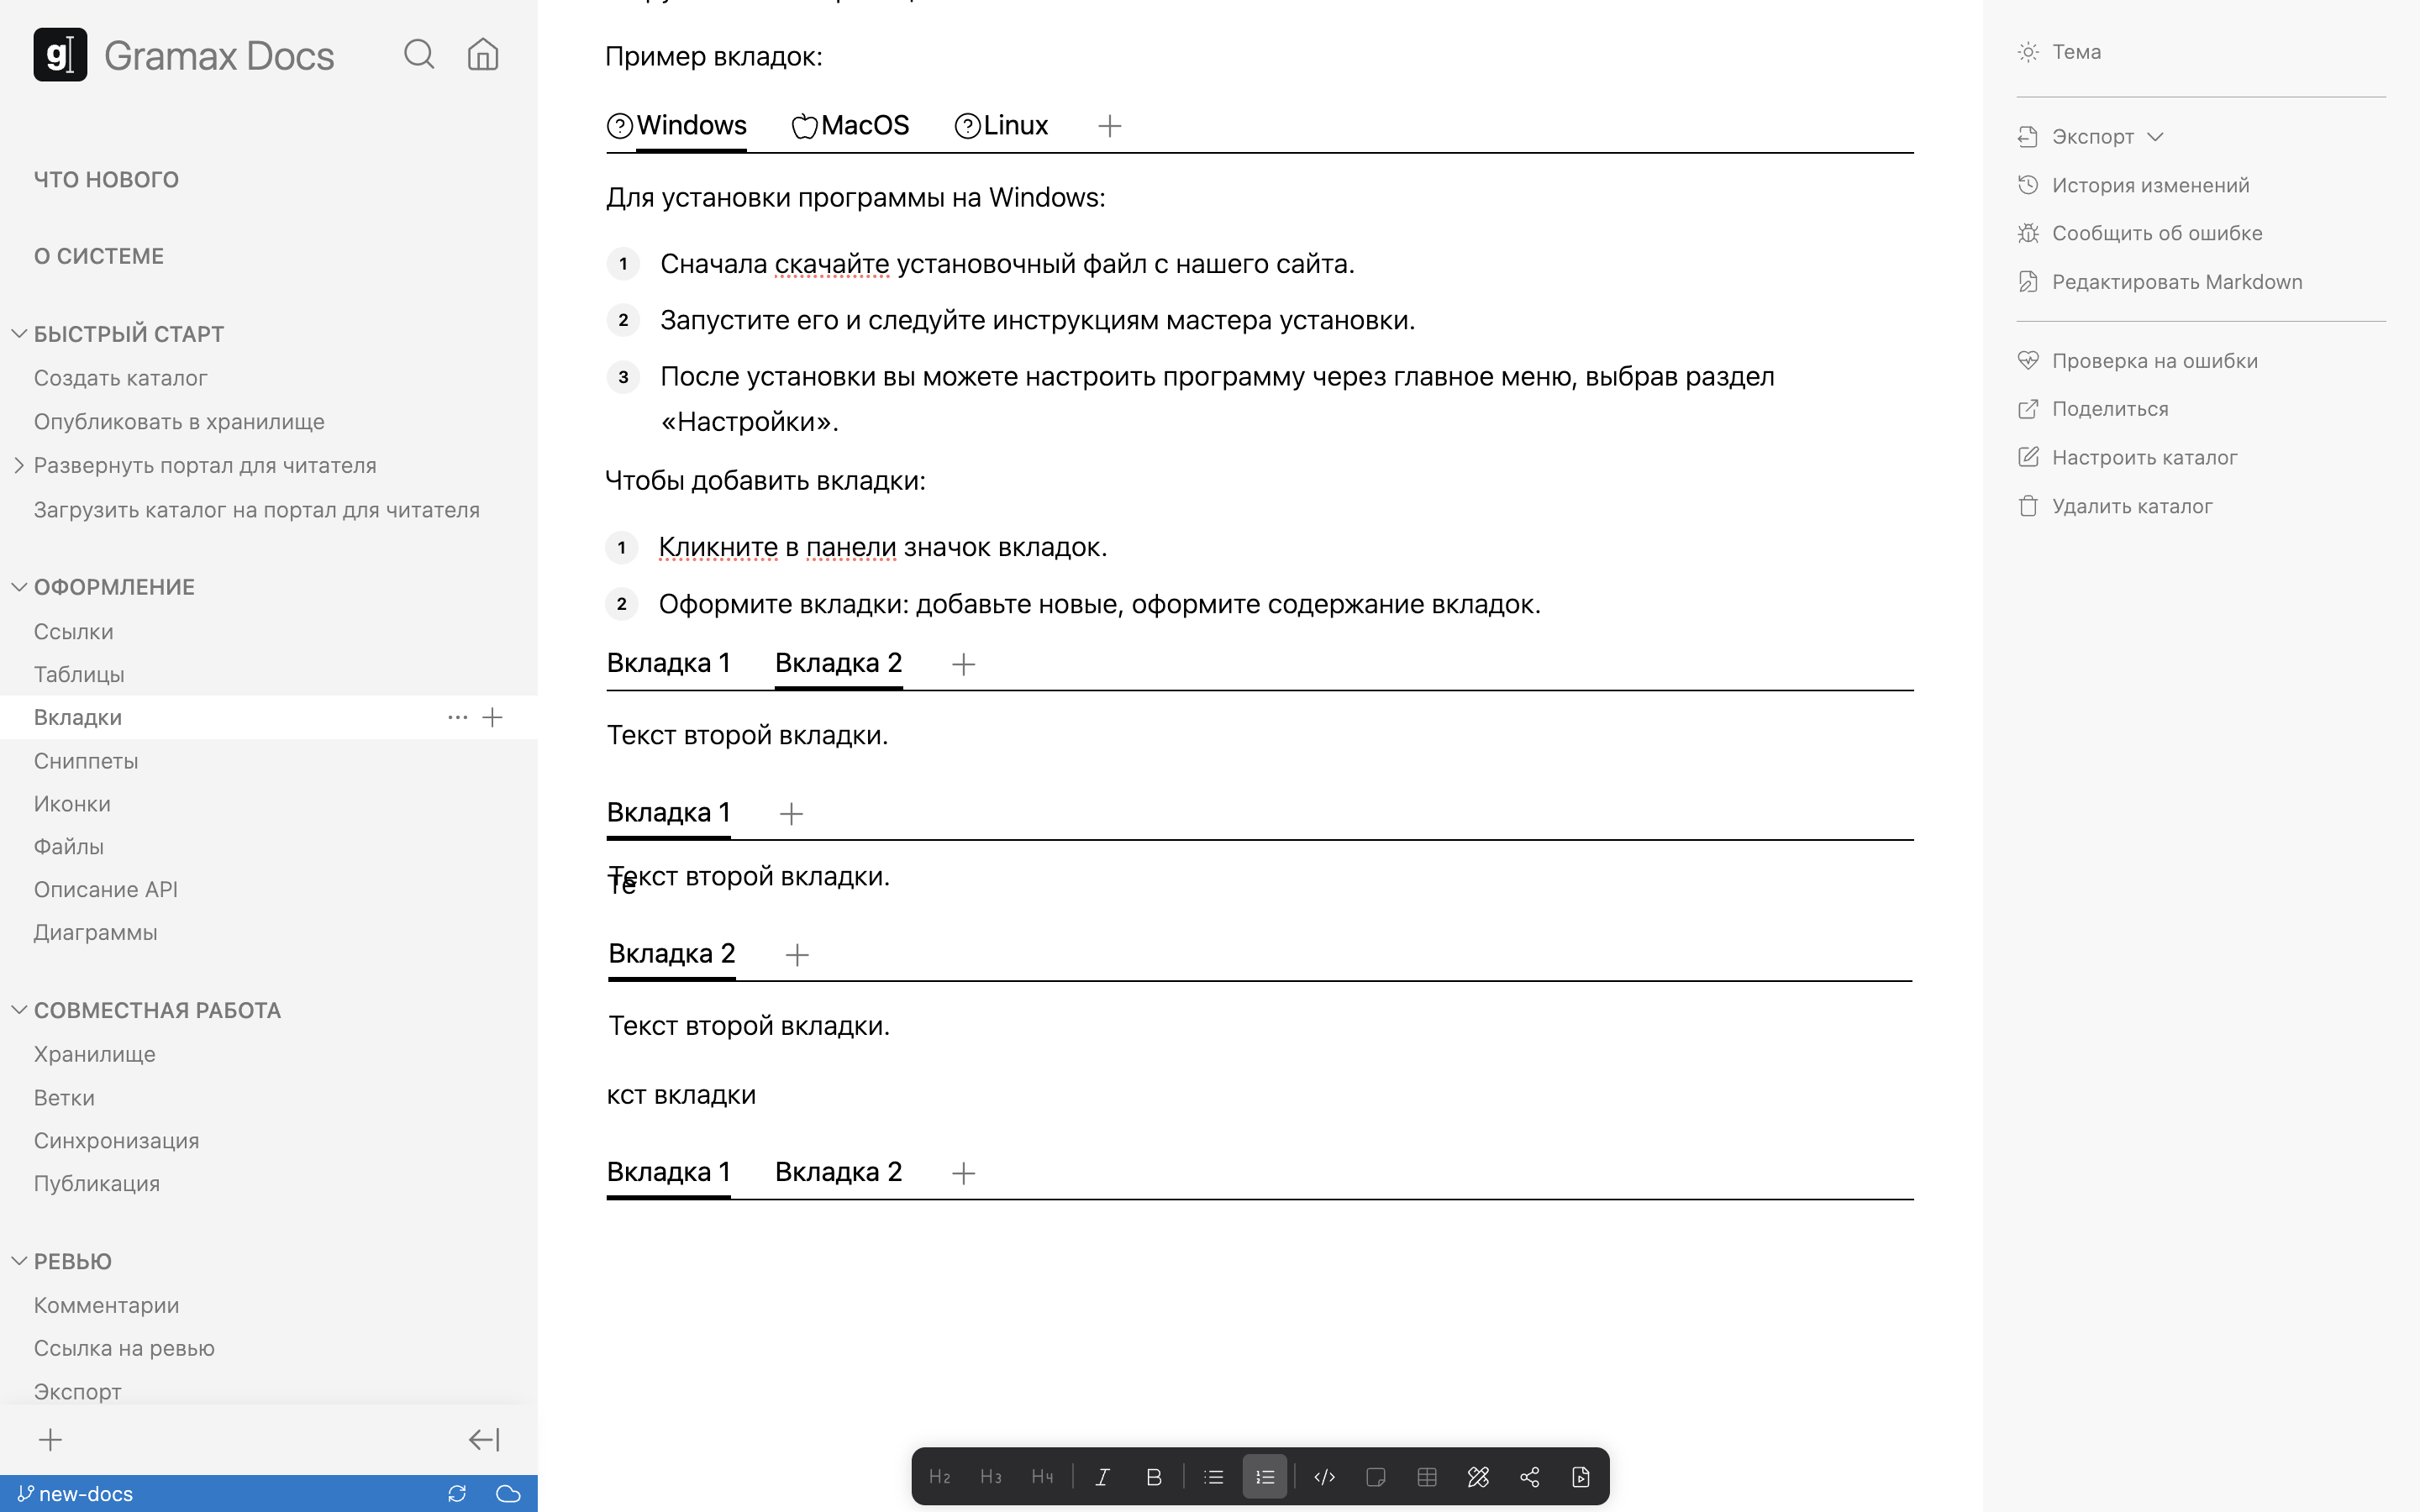 Gramax Docs
ЧТО НОВОГО
О СИСТЕМЕ
БЫСТРЫЙ СТАРТ
Создать каталог
Опубликовать в хранилище
Развернуть портал для читателя
Загрузить каталог на портал для читателя
ОФОРМЛЕНИЕ
Ссылки
Таблицы
Вкладки
Сниппеты
Иконки
Файлы
Описание API
Диаграммы
СОВМЕСТНАЯ РАБОТА
Хранилище
Ветки
Синхронизация
Публикация
РЕВЬЮ
Комментарии
Ссылка на ревью
Экспорт
new-docs
Пример вкладок:
Windows MacOS Linux
Для установки программы на Windows:
1 Сначала скачайте установочный файл с нашего сайта.
2 Запустите его и следуйте инструкциям мастера установки.
3 После установки вы можете настроить программу через главное меню, выбрав раздел
«Настройки».
Чтобы добавить вкладки:
1 Кликните в панели значок вкладок.
2 Оформите вкладки: добавьте новые, оформите содержание вкладок.
Вкладка 1 Вкладка 2
Текст второй вкладки.
Вкладка 1
Текст второй вкладки.
Те
Вкладка 2
Текст второй вкладки.
кст вкладки
Вкладка 1 Вкладка 2
H2 H3 H4 I B
Тема
Экспорт
История изменений
Сообщить об ошибке
Редактировать Markdown
Проверка на ошибки
Поделиться
Настроить каталог
Удалить каталог